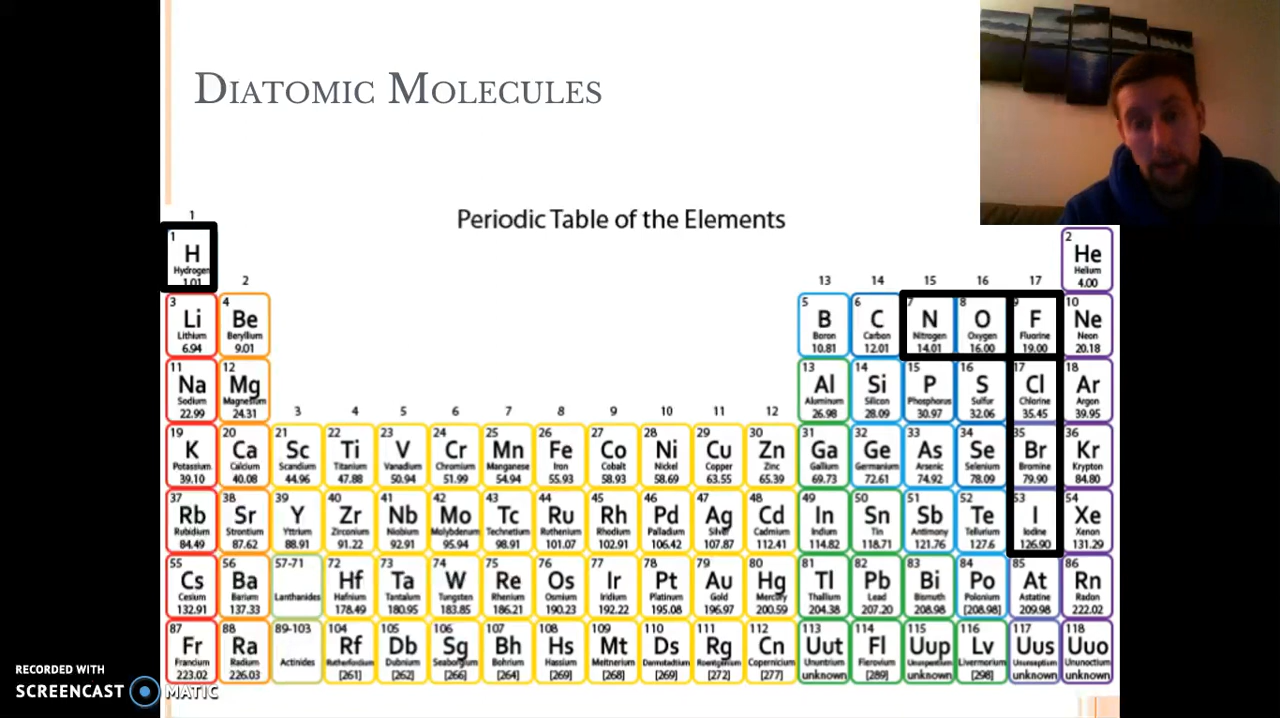 DIATOMIC MOLECULES
Periodic Table of the Elements
1
2
13 14 15 16 17
3 4 5 6 7 8 9 10 11 12
1 2
H He
Hydrogen Helium
1.01 4.00
3 4 5 6 7 8 9 10
Li Be B C N O F Ne
Lithium Beryllium Boron Carbon Nitrogen Oxygen Fluorine Neon
6.94 9.01 10.81 12.01 14.01 16.00 19.00 20.18
11 12 13 14 15 16 17 18
Na Mg Al Si P S Cl Ar
Sodium Magnesium Aluminum Silicon Phosphorus Sulfur Chlorine Argon
22.99 24.31 26.98 28.09 30.97 32.06 35.45 39.95
19 20 21 22 23 24 25 26 27 28 29 30 31 32 33 34 35 36
K Ca Sc Ti V Cr Mn Fe Co Ni Cu Zn Ga Ge As Se Br Kr
Potassium Calcium Scandium Titanium Vanadium Chromium Manganese Iron Cobalt Nickel Copper Zinc Gallium Germanium Arsenic Selenium Bromine Krypton
39.10 40.08 44.96 47.88 50.94 51.99 54.94 55.93 58.93 58.69 63.55 65.39 69.73 72.61 74.92 78.09 79.90 84.80
37 38 39 40 41 42 43 44 45 46 47 48 49 50 51 52 53 54
Rb Sr Y Zr Nb Mo Tc Ru Rh Pd Ag Cd In Sn Sb Te I Xe
Rubidium Strontium Yttrium Zirconium Niobium Molybdenum Technetium Ruthenium Rhodium Palladium Silver Cadmium Indium Tin Antimony Tellurium Iodine Xenon
84.49 87.62 88.91 91.22 92.91 95.94 98.91 101.07 102.91 106.42 107.87 112.41 114.82 118.71 121.76 127.6 126.90 131.29
55 56 57-71 72 73 74 75 76 77 78 79 80 81 82 83 84 85 86
Cs Ba Hf Ta W Re Os Ir Pt Au Hg Tl Pb Bi Po At Rn
Cesium Barium Lanthanides Hafnium Tantalum Tungsten Rhenium Osmium Iridium Platinum Gold Mercury Thallium Lead Bismuth Polonium Astatine Radon
132.91 137.33 178.49 180.95 183.85 186.21 190.23 192.22 195.08 196.97 200.59 204.38 207.20 208.98 [208.98] 209.98 222.02
87 88 89-103 104 105 106 107 108 109 110 111 112 113 114 115 116 117 118
Fr Ra Rf Db Sg Bh Hs Mt Ds Rg Cn Uut Fl Uup Lv Uus Uuo
Francium Radium Actinides Rutherfordium Dubnium Seaborgium Bohrium Hassium Meitnerium Darmstadtium Roentgenium Copernicium Ununtrium Flerovium Ununpentium Livermorium Ununseptium Ununoctium
223.02 226.03 [261] [262] [266] [264] [269] [268] [269] [272] [277] unknown [289] unknown [298] unknown unknown
RECORDED WITH
SCREENCAST MATIC